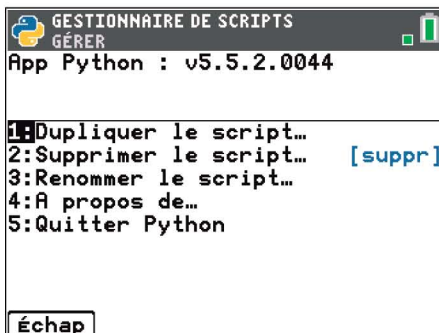 GESTIONNAIRE DE SCRIPTS
GÉRER
App Python : v5.5.2.0044
1:Dupliquer le script…
2:Supprimer le script… [suppr]
3:Renommer le script…
4:A propos de…
5:Quitter Python
Échap